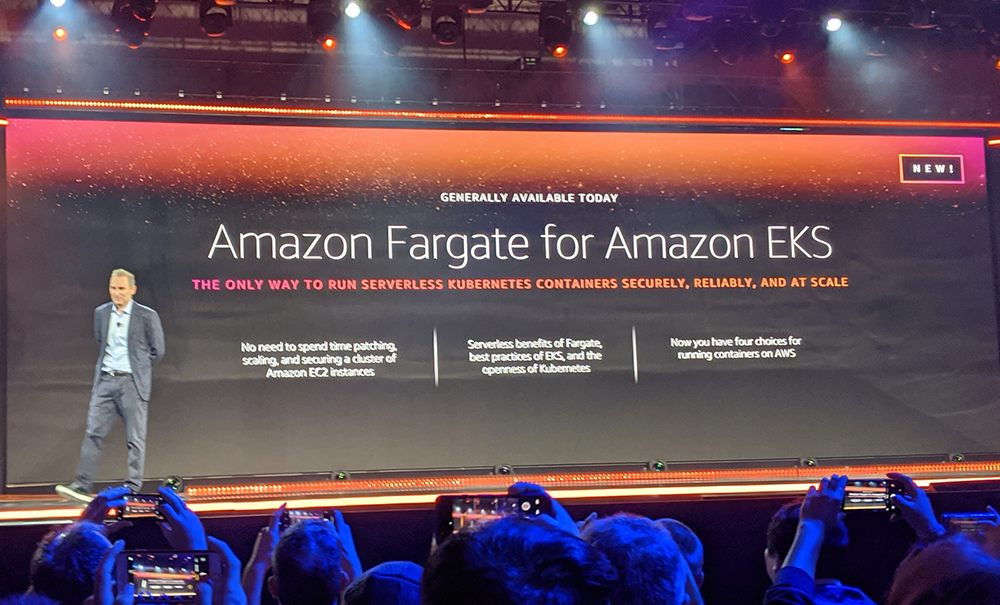 NEW!
GENERALLY AVAILABLE TODAY
Amazon Fargate for Amazon EKS
THE ONLY WAY TO RUN SERVERLESS KUBERNETES CONTAINERS SECURELY, RELIABLY, AND AT SCALE
No need to spend time patching,
scaling, and securing a cluster of
Amazon EC2 instances
Serverless benefits of Fargate,
best practices of EKS, and the
openness of Kubernetes
Now you have four choices for
running containers on AWS